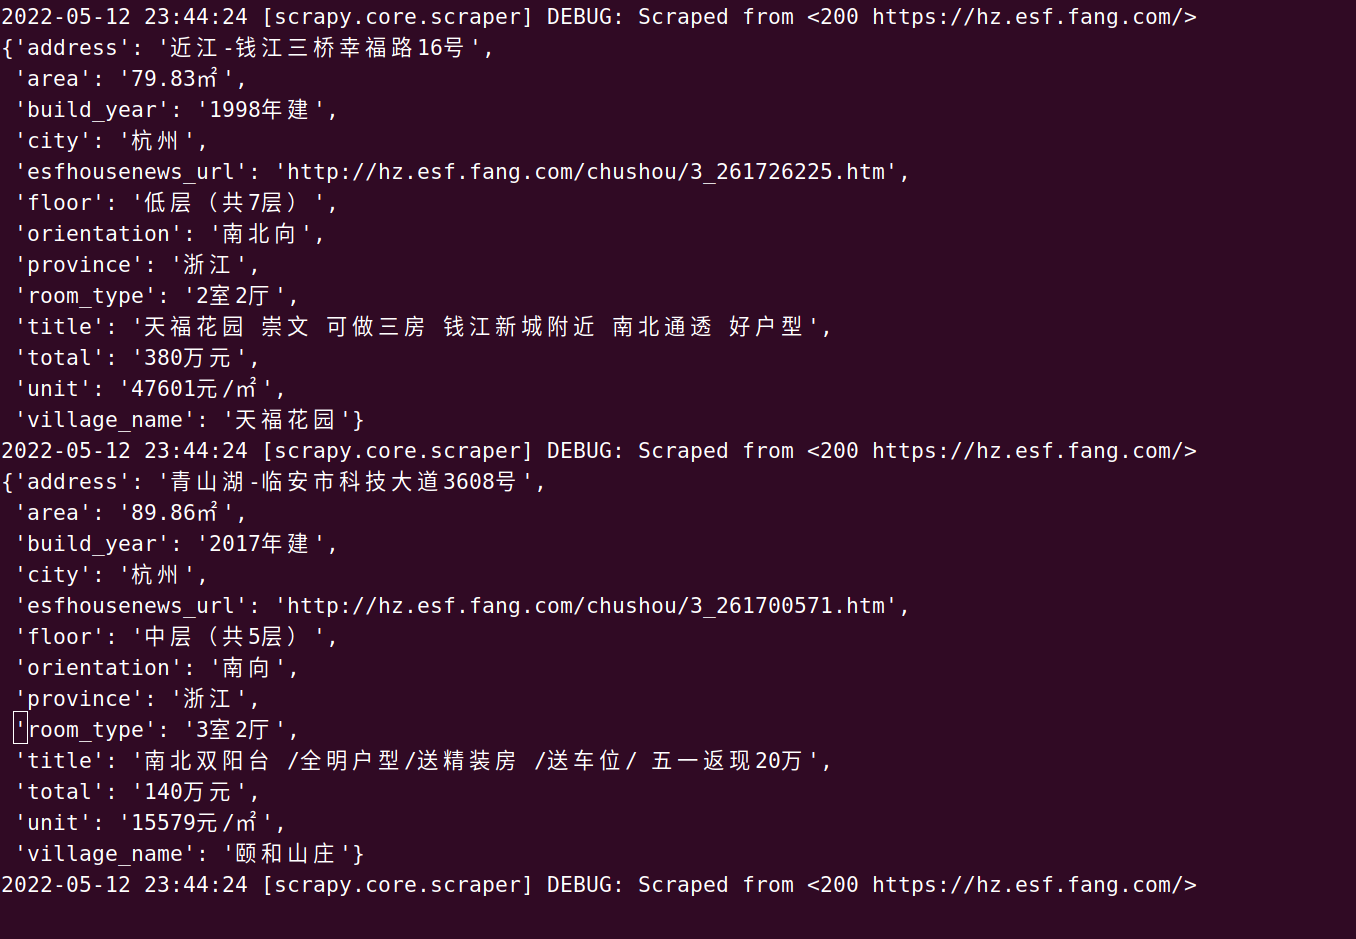 2022-05-12 23:44:24 [scrapy.core.scraper] DEBUG: Scraped from <200 https://hz.esf.fang.com/>
{'address': '近江-钱江三桥幸福路16号',
 'area': '79.83㎡',
 'build_year': '1998年建',
 'city': '杭州',
 'esfhousenews_url': 'http://hz.esf.fang.com/chushou/3_261726225.htm',
 'floor': '低层（共7层）',
 'orientation': '南北向',
 'province': '浙江',
 'room_type': '2室2厅',
 'title': '天福花园 崇文 可做三房 钱江新城附近 南北通透 好户型',
 'total': '380万元',
 'unit': '47601元/㎡',
 'village_name': '天福花园'}
2022-05-12 23:44:24 [scrapy.core.scraper] DEBUG: Scraped from <200 https://hz.esf.fang.com/>
{'address': '青山湖-临安市科技大道3608号',
 'area': '89.86㎡',
 'build_year': '2017年建',
 'city': '杭州',
 'esfhousenews_url': 'http://hz.esf.fang.com/chushou/3_261700571.htm',
 'floor': '中层（共5层）',
 'orientation': '南向',
 'province': '浙江',
 'room_type': '3室2厅',
 'title': '南北双阳台 /全明户型/送精装房 /送车位/ 五一返现20万',
 'total': '140万元',
 'unit': '15579元/㎡',
 'village_name': '颐和山庄'}
2022-05-12 23:44:24 [scrapy.core.scraper] DEBUG: Scraped from <200 https://hz.esf.fang.com/>